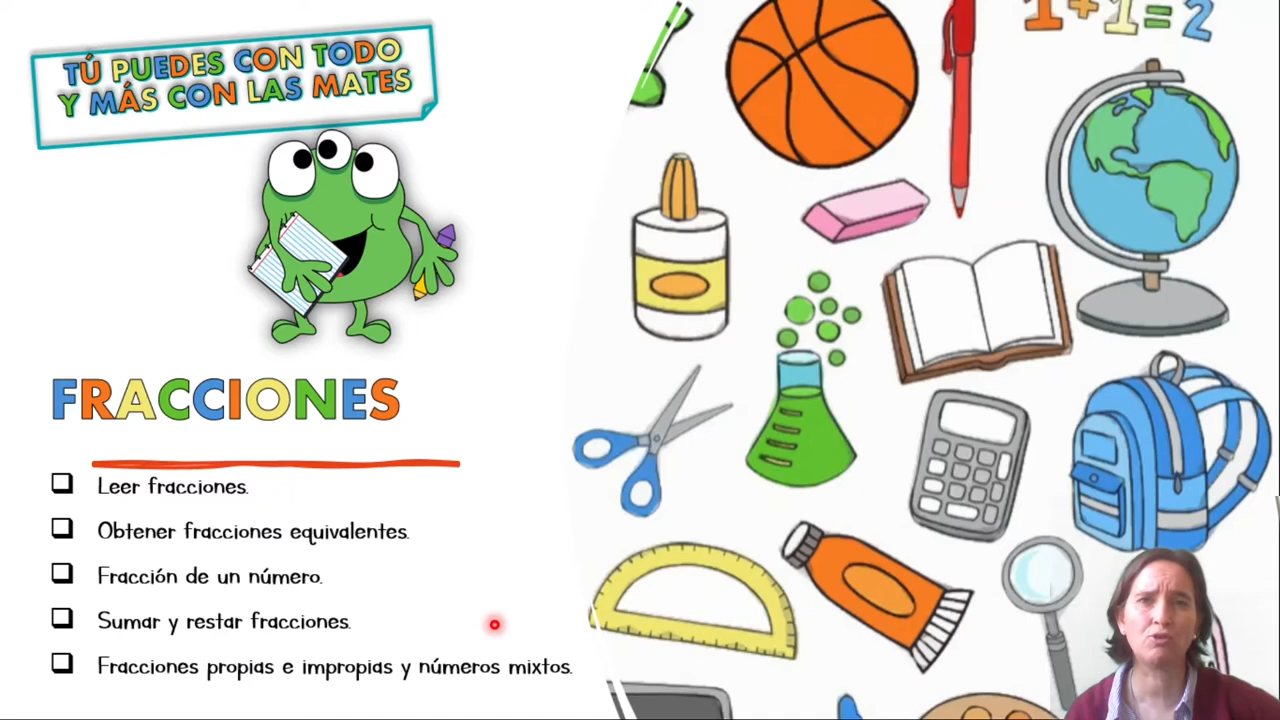 TÚ PUEDES CON TODO
Y MÁS CON LAS MATES
1+1=2
FRACCIONES
Leer fracciones.
Obtener fracciones equivalentes.
Fracción de un número.
Sumar y restar fracciones.
Fracciones propias e impropias y números mixtos.